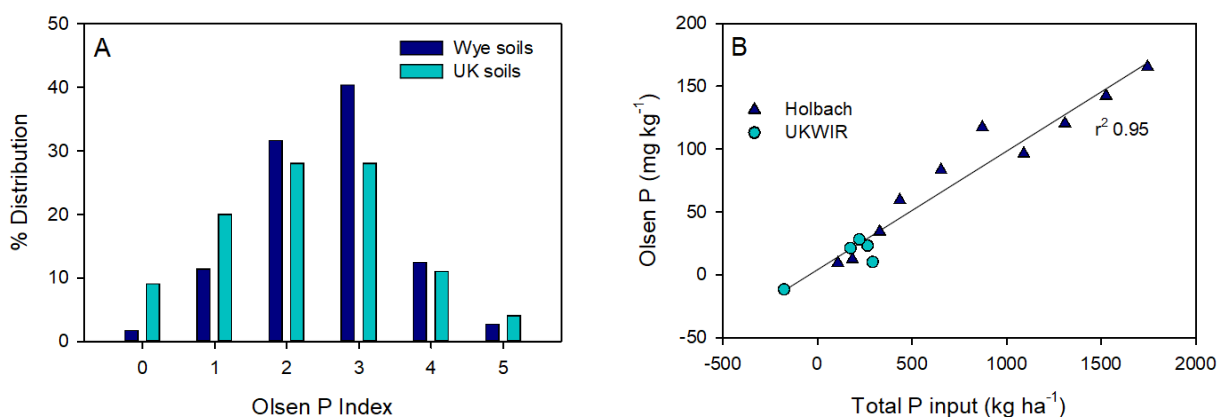 A
Wye soils
UK soils
50
40
30
20
10
0
% Distribution
0 1 2 3 4 5
Olsen P Index
B
Holbach
UKWIR
r² 0.95
200
150
100
50
0
-50
Olsen P (mg kg⁻¹)
-500 0 500 1000 1500 2000
Total P input (kg ha⁻¹)